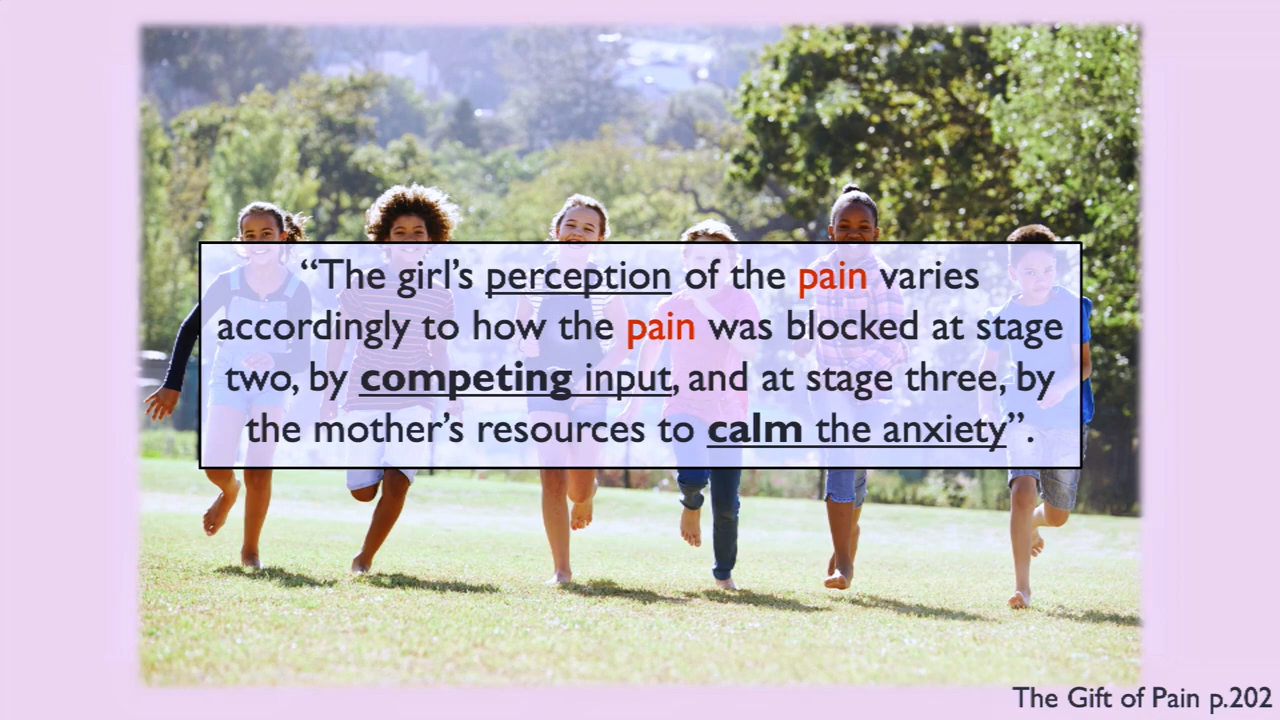 “The girl’s perception of the pain varies
accordingly to how the pain was blocked at stage
two, by competing input, and at stage three, by
the mother’s resources to calm the anxiety”.
The Gift of Pain p.202